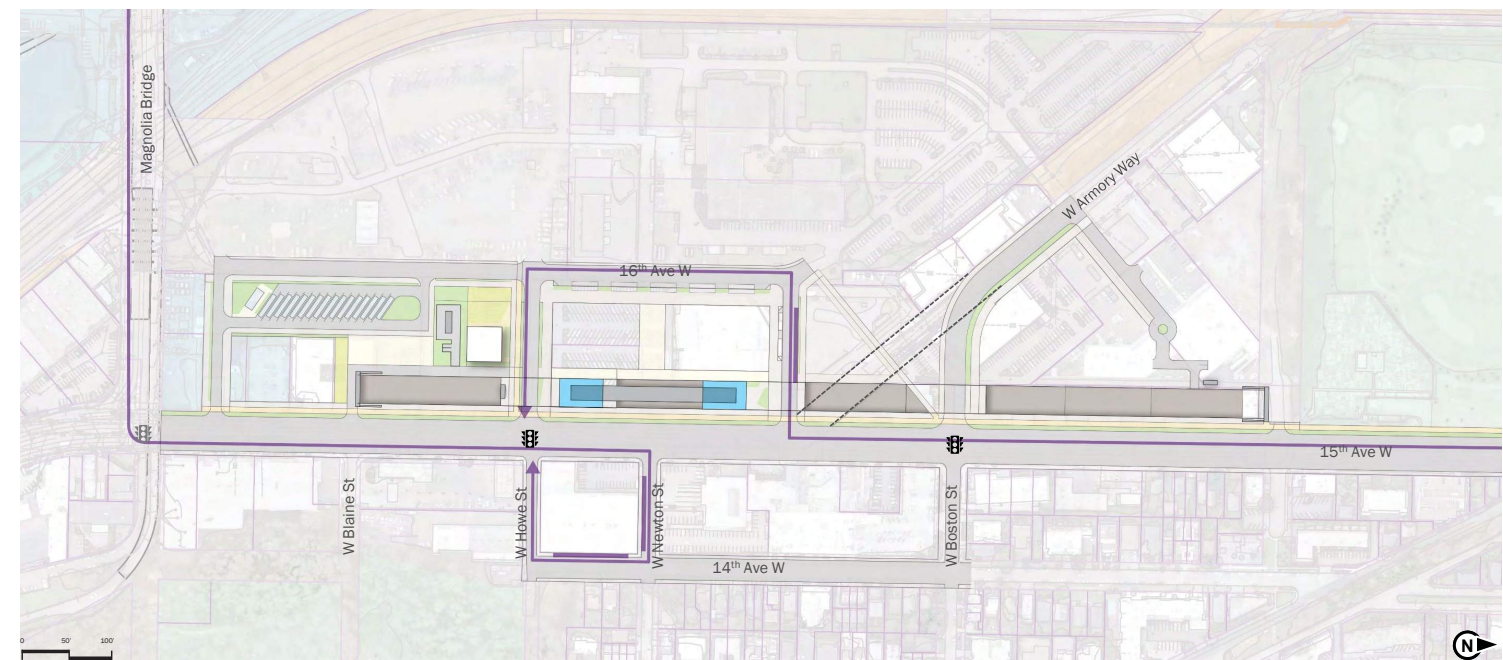 Magnolia Bridge
W Armory Way
16th Ave W
15th Ave W
W Blaine St
W Howe St
W Newton St
W Boston St
14th Ave W
0 50' 100'
N